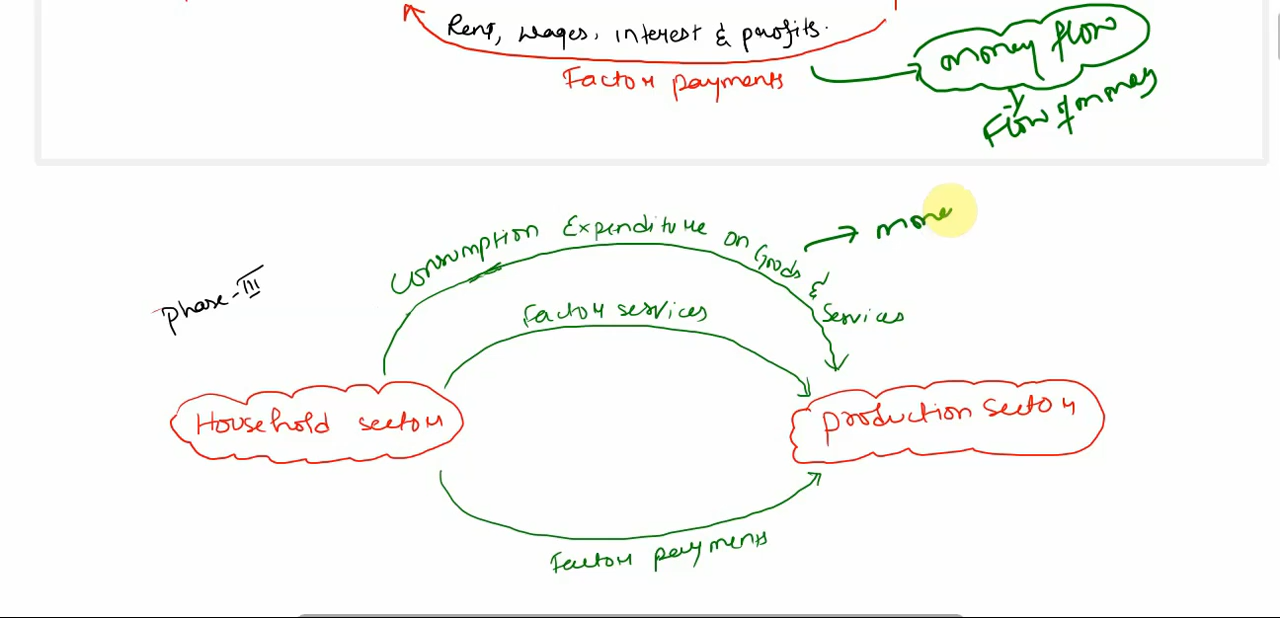 Rent, wages, interest & profits.
Factor payments
money flow
Flow of money
Consumption Expenditure on Goods & Services
mone
Phase-III
Factor services
Household sector
production sector
Factor payments